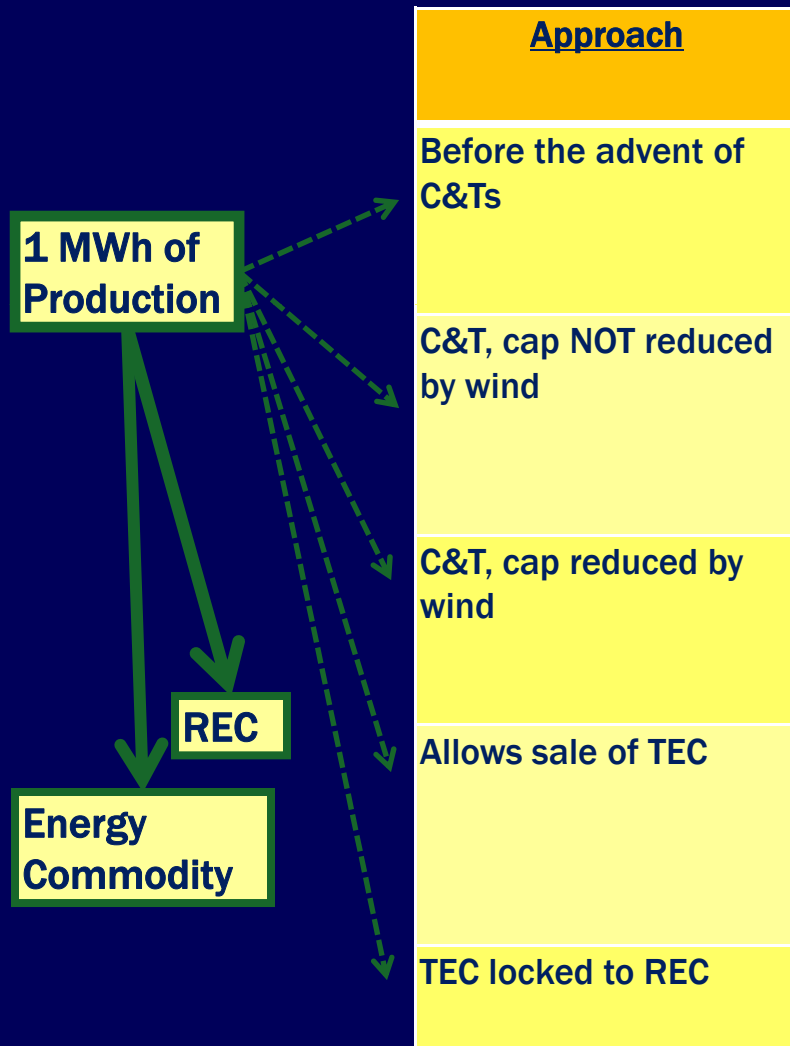 1 MWh of
Production
REC
Energy
Commodity
Approach
Before the advent of
C&Ts
C&T, cap NOT reduced
by wind
C&T, cap reduced by
wind
Allows sale of TEC
TEC locked to REC